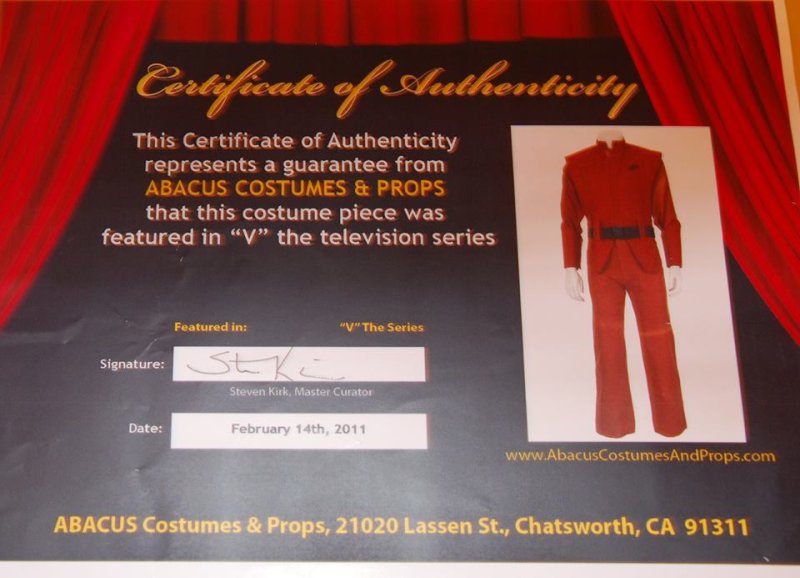 Certificate of Authenticity
This Certificate of Authenticity
represents a guarantee from
ABACUS COSTUMES & PROPS
that this costume piece was
featured in “V” the television series
Featured in: “V” The Series
Signature: Steven Kirk
Steven Kirk, Master Curator
Date: February 14th, 2011
www.AbacusCostumesAndProps.com
ABACUS Costumes & Props, 21020 Lassen St., Chatsworth, CA 91311